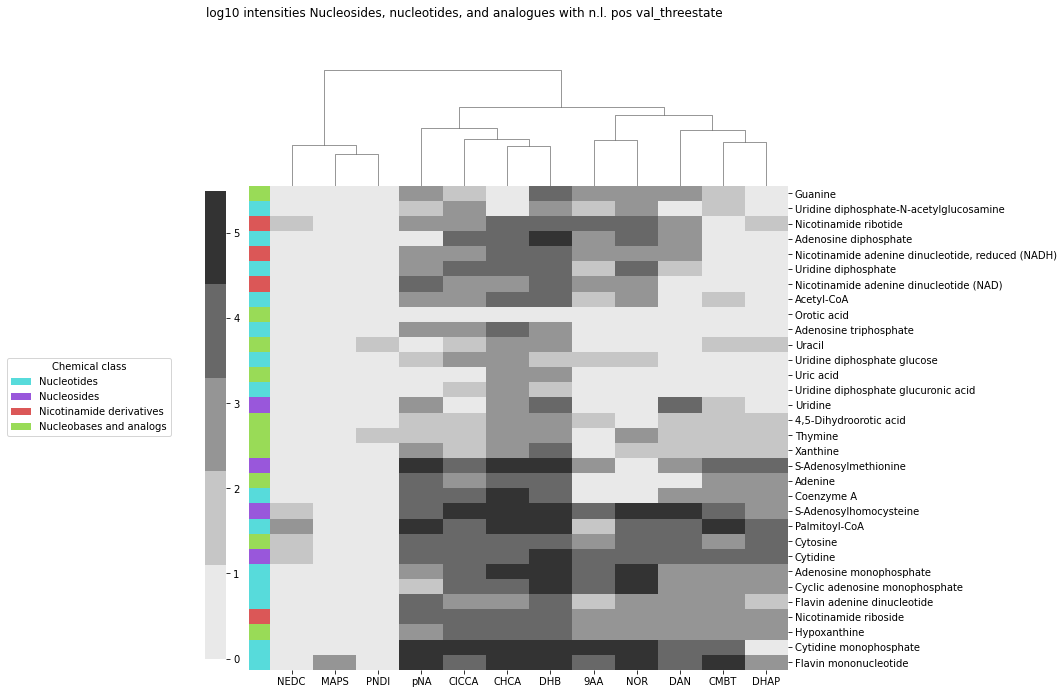 log10 intensities Nucleosides, nucleotides, and analogues with n.l. pos val_threestate
5
4
3
2
1
0
Chemical class
Nucleotides
Nucleosides
Nicotinamide derivatives
Nucleobases and analogs
Guanine
Uridine diphosphate-N-acetylglucosamine
Nicotinamide ribotide
Adenosine diphosphate
Nicotinamide adenine dinucleotide, reduced (NADH)
Uridine diphosphate
Nicotinamide adenine dinucleotide (NAD)
Acetyl-CoA
Orotic acid
Adenosine triphosphate
Uracil
Uridine diphosphate glucose
Uric acid
Uridine diphosphate glucuronic acid
Uridine
4,5-Dihydroorotic acid
Thymine
Xanthine
S-Adenosylmethionine
Adenine
Coenzyme A
S-Adenosylhomocysteine
Palmitoyl-CoA
Cytosine
Cytidine
Adenosine monophosphate
Cyclic adenosine monophosphate
Flavin adenine dinucleotide
Nicotinamide riboside
Hypoxanthine
Cytidine monophosphate
Flavin mononucleotide
NEDC MAPS PNDI pNA ClCCA CHCA DHB 9AA NOR DAN CMBT DHAP